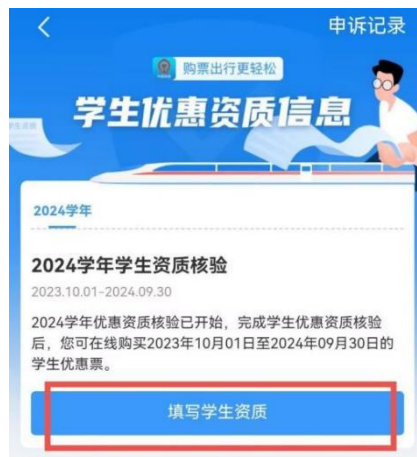 申诉记录
购票出行更轻松
学生优惠资质信息
2024学年
2024学年学生资质核验
2023.10.01-2024.09.30
2024学年优惠资质核验已开始，完成学生优惠资质核验
后，您可在线购买2023年10月01日至2024年09月30日的
学生优惠票。
填写学生资质